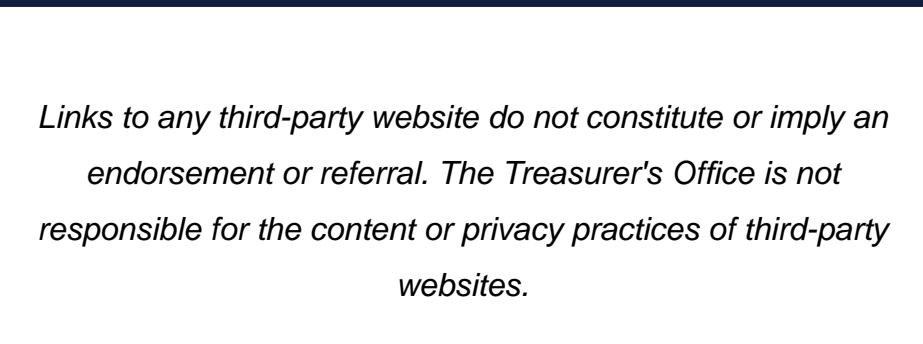 Links to any third-party website do not constitute or imply an
endorsement or referral. The Treasurer's Office is not
responsible for the content or privacy practices of third-party
websites.